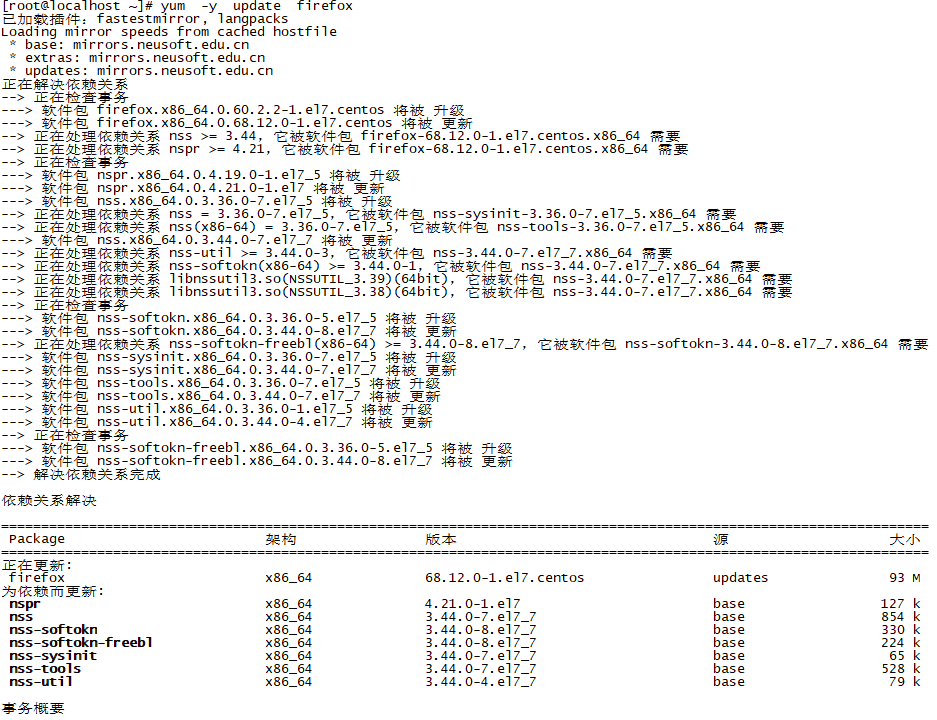 [root@localhost ~]# yum  -y  update  firefox
已加载插件：fastestmirror, langpacks
Loading mirror speeds from cached hostfile
 * base: mirrors.neusoft.edu.cn
 * extras: mirrors.neusoft.edu.cn
 * updates: mirrors.neusoft.edu.cn
正在解决依赖关系
--> 正在检查事务
---> 软件包 firefox.x86_64.0.60.2.2-1.el7.centos 将被 升级
---> 软件包 firefox.x86_64.0.68.12.0-1.el7.centos 将被 更新
--> 正在处理依赖关系 nss >= 3.44，它被软件包 firefox-68.12.0-1.el7.centos.x86_64 需要
--> 正在处理依赖关系 nspr >= 4.21，它被软件包 firefox-68.12.0-1.el7.centos.x86_64 需要
--> 正在检查事务
---> 软件包 nspr.x86_64.0.4.19.0-1.el7_5 将被 升级
---> 软件包 nspr.x86_64.0.4.21.0-1.el7 将被 更新
---> 软件包 nss.x86_64.0.3.36.0-7.el7_5 将被 升级
--> 正在处理依赖关系 nss = 3.36.0-7.el7_5，它被软件包 nss-sysinit-3.36.0-7.el7_5.x86_64 需要
--> 正在处理依赖关系 nss(x86-64) = 3.36.0-7.el7_5，它被软件包 nss-tools-3.36.0-7.el7_5.x86_64 需要
---> 软件包 nss.x86_64.0.3.44.0-7.el7_7 将被 更新
--> 正在处理依赖关系 nss-util >= 3.44.0-3，它被软件包 nss-3.44.0-7.el7_7.x86_64 需要
--> 正在处理依赖关系 nss-softokn(x86-64) >= 3.44.0-1，它被软件包 nss-3.44.0-7.el7_7.x86_64 需要
--> 正在处理依赖关系 libnssutil3.so(NSSUTIL_3.39)(64bit)，它被软件包 nss-3.44.0-7.el7_7.x86_64 需要
--> 正在处理依赖关系 libnssutil3.so(NSSUTIL_3.38)(64bit)，它被软件包 nss-3.44.0-7.el7_7.x86_64 需要
--> 正在检查事务
---> 软件包 nss-softokn.x86_64.0.3.36.0-5.el7_5 将被 升级
---> 软件包 nss-softokn.x86_64.0.3.44.0-8.el7_7 将被 更新
--> 正在处理依赖关系 nss-softokn-freebl(x86-64) >= 3.44.0-8.el7_7，它被软件包 nss-softokn-3.44.0-8.el7_7.x86_64 需要
---> 软件包 nss-sysinit.x86_64.0.3.36.0-7.el7_5 将被 升级
---> 软件包 nss-sysinit.x86_64.0.3.44.0-7.el7_7 将被 更新
---> 软件包 nss-tools.x86_64.0.3.36.0-7.el7_5 将被 升级
---> 软件包 nss-tools.x86_64.0.3.44.0-7.el7_7 将被 更新
---> 软件包 nss-util.x86_64.0.3.36.0-1.el7_5 将被 升级
---> 软件包 nss-util.x86_64.0.3.44.0-4.el7_7 将被 更新
--> 正在检查事务
---> 软件包 nss-softokn-freebl.x86_64.0.3.36.0-5.el7_5 将被 升级
---> 软件包 nss-softokn-freebl.x86_64.0.3.44.0-8.el7_7 将被 更新
--> 解决依赖关系完成
依赖关系解决
Package 架构 版本 源 大小
正在更新:
firefox x86_64 68.12.0-1.el7.centos updates 93 M
为依赖而更新:
nspr x86_64 4.21.0-1.el7 base 127 k
nss x86_64 3.44.0-7.el7_7 base 854 k
nss-softokn x86_64 3.44.0-8.el7_7 base 330 k
nss-softokn-freebl x86_64 3.44.0-8.el7_7 base 224 k
nss-sysinit x86_64 3.44.0-7.el7_7 base 65 k
nss-tools x86_64 3.44.0-7.el7_7 base 528 k
nss-util x86_64 3.44.0-4.el7_7 base 79 k
事务概要